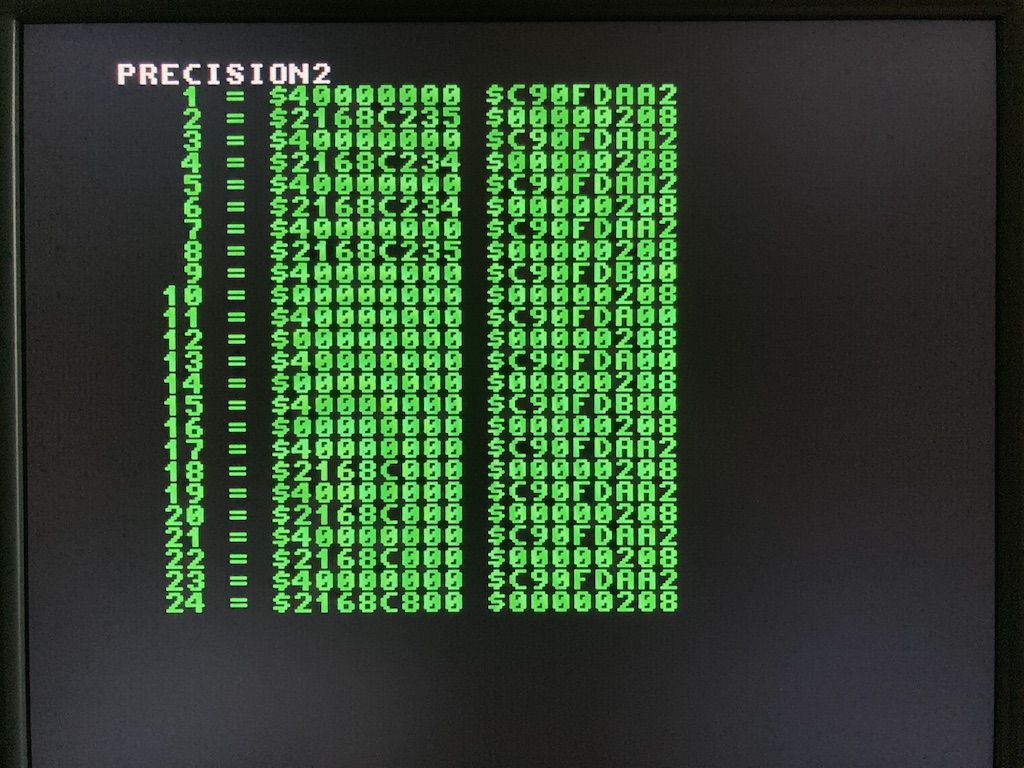 PRECISION2
1 = $40000000 $C90FDAA2
2 = $2168C235 $00000208
3 = $40000000 $C90FDAA2
4 = $2168C234 $00000208
5 = $40000000 $C90FDAA2
6 = $2168C234 $00000208
7 = $40000000 $C90FDAA2
8 = $2168C235 $00000208
9 = $40000000 $C90FDB00
10 = $00000000 $00000208
11 = $40000000 $C90FDA00
12 = $00000000 $00000208
13 = $40000000 $C90FDA00
14 = $00000000 $00000208
15 = $40000000 $C90FDB00
16 = $00000000 $00000208
17 = $40000000 $C90FDAA2
18 = $2168C000 $00000208
19 = $40000000 $C90FDAA2
20 = $2168C000 $00000208
21 = $40000000 $C90FDAA2
22 = $2168C000 $00000208
23 = $40000000 $C90FDAA2
24 = $2168C800 $00000208